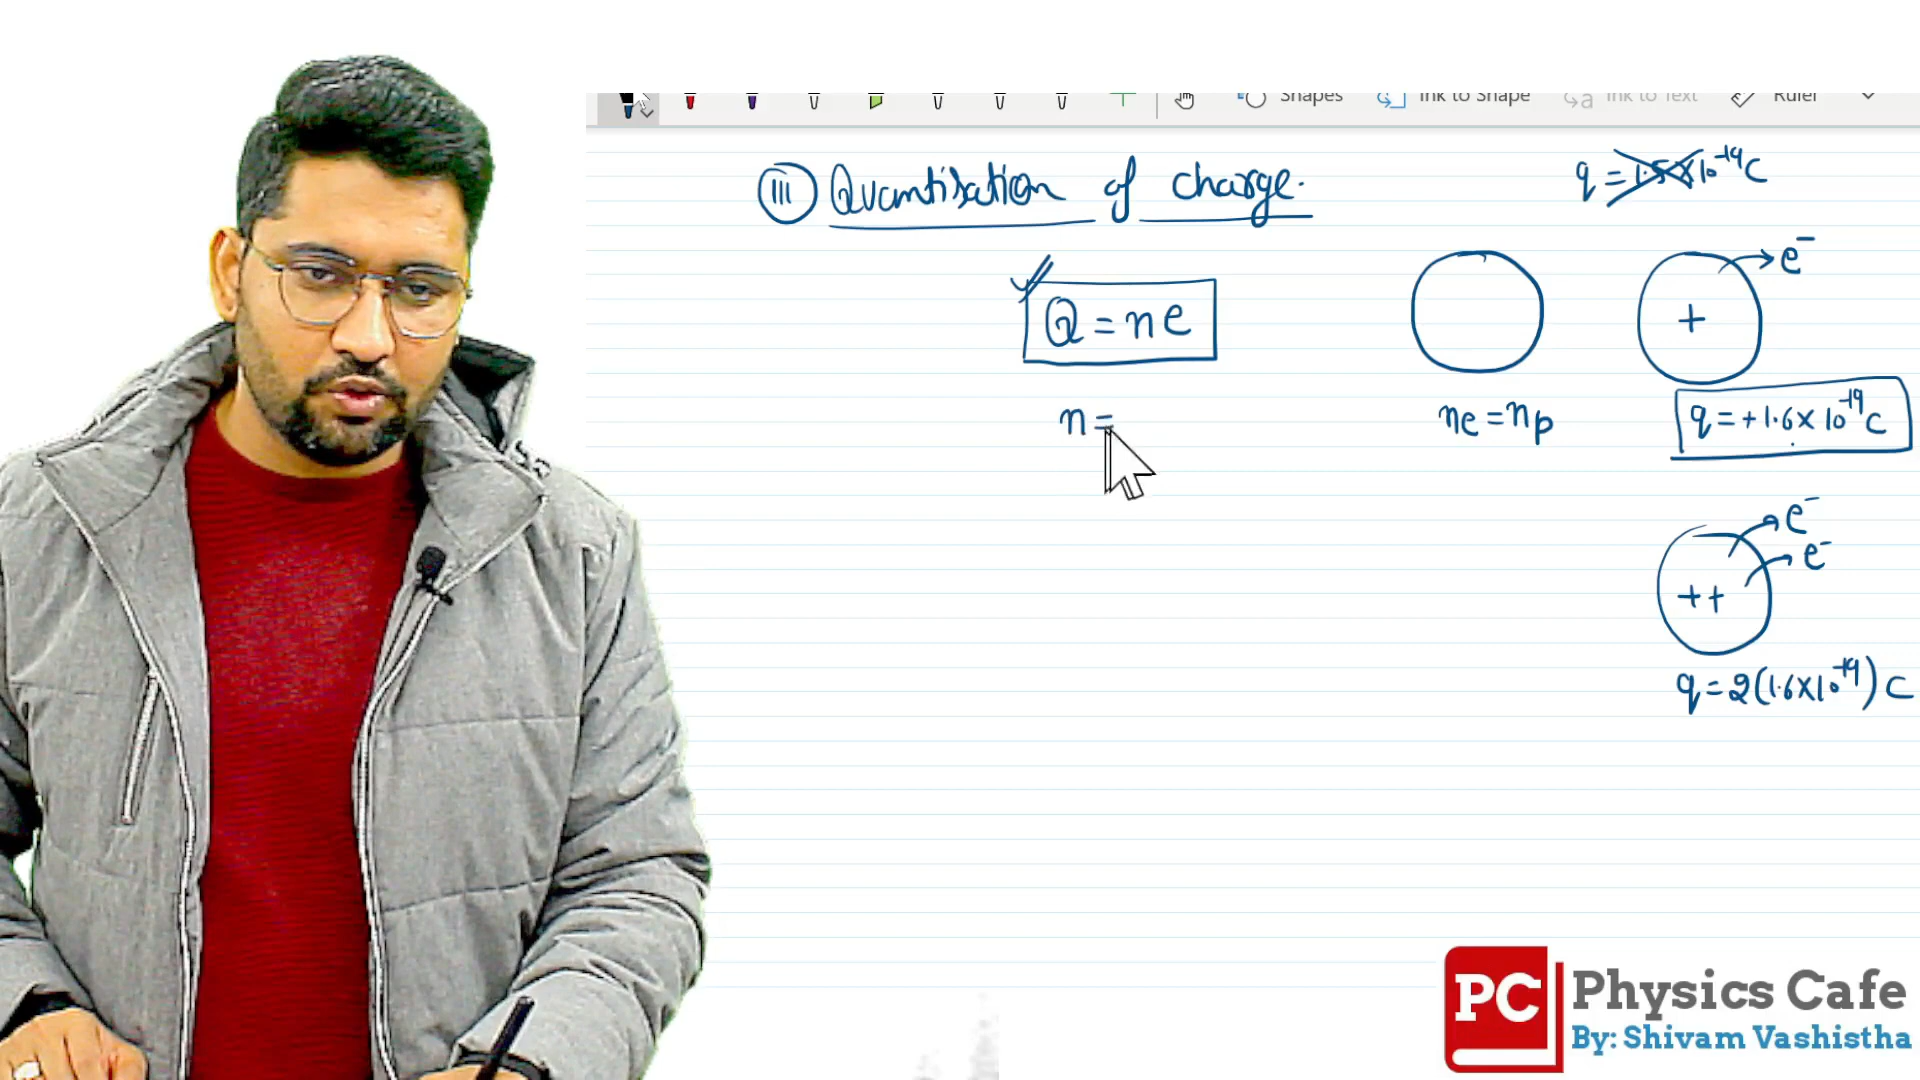 Shapes Ink to Shape Ink to Text Ruler
III Quantisation of charge.
q = 1.5 × 10⁻¹⁹ C
e⁻
+
Q = ne
n =
ne = np
q = + 1.6 × 10⁻¹⁹ C
e⁻
e⁻
++
q = 2(1.6×10⁻¹⁹) C
PC Physics Cafe
By: Shivam Vashistha